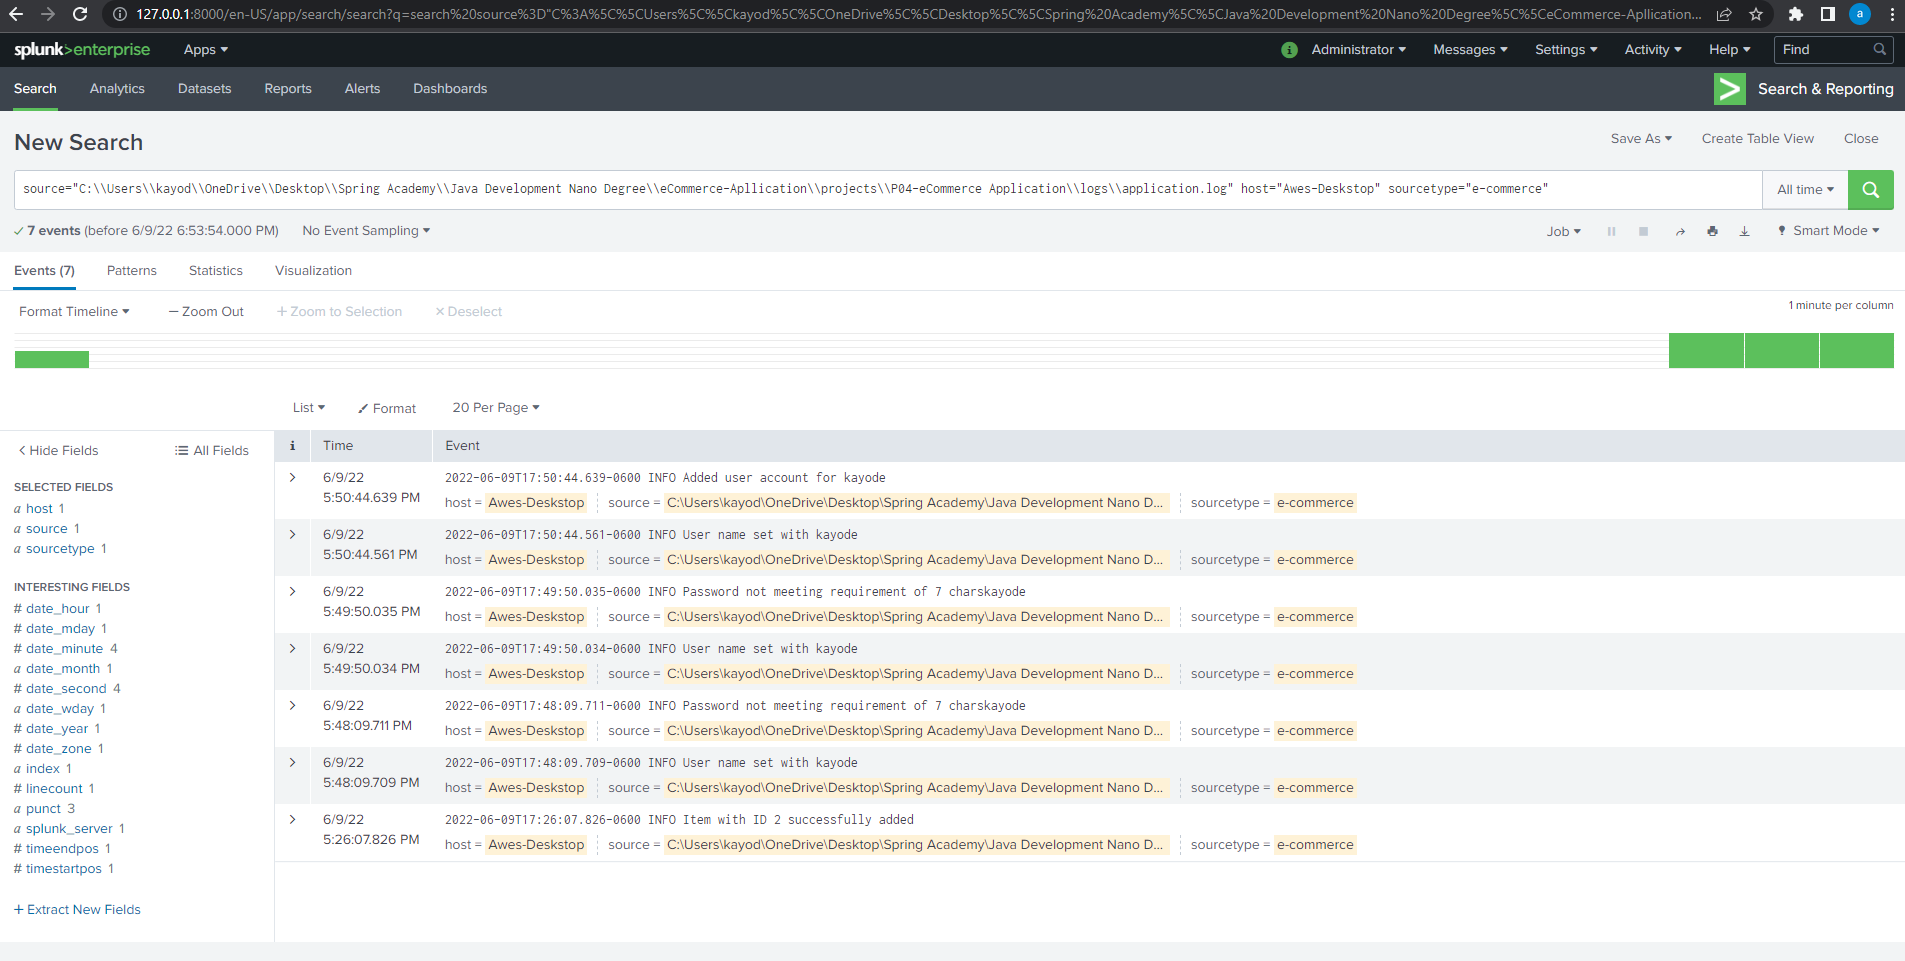 127.0.0.1:8000/en-US/app/search/search?q=search%20source%3D"C%3A%5C%5CUsers%5C%5Ckayod%5C%5COneDrive%5C%5CDesktop%5C%5CSpring%20Academy%5C%5CJava%20Development%20Nano%20Degree%5C%5CeCommerce-Apllication... a
splunk>enterprise Apps Administrator Messages Settings Activity Help Find
Search Analytics Datasets Reports Alerts Dashboards Search & Reporting
New Search Save As Create Table View Close
source="C:\\Users\\kayod\\OneDrive\\Desktop\\Spring Academy\\Java Development Nano Degree\\eCommerce-Apllication\\projects\\P04-eCommerce Application\\logs\\application.log" host="Awes-Deskstop" sourcetype="e-commerce" All time
7 events (before 6/9/22 6:53:54.000 PM) No Event Sampling Job Smart Mode
Events (7) Patterns Statistics Visualization
Format Timeline — Zoom Out + Zoom to Selection × Deselect 1 minute per column
List Format 20 Per Page
Hide Fields All Fields
SELECTED FIELDS
a host 1
a source 1
a sourcetype 1
INTERESTING FIELDS
# date_hour 1
# date_mday 1
# date_minute 4
a date_month 1
# date_second 4
a date_wday 1
# date_year 1
# date_zone 1
a index 1
# linecount 1
a punct 3
a splunk_server 1
# timeendpos 1
# timestartpos 1
+ Extract New Fields
i Time Event
6/9/22 2022-06-09T17:50:44.639-0600 INFO Added user account for kayode
5:50:44.639 PM host = Awes-Deskstop source = C:\Users\kayod\OneDrive\Desktop\Spring Academy\Java Development Nano D... sourcetype = e-commerce
6/9/22 2022-06-09T17:50:44.561-0600 INFO User name set with kayode
5:50:44.561 PM host = Awes-Deskstop source = C:\Users\kayod\OneDrive\Desktop\Spring Academy\Java Development Nano D... sourcetype = e-commerce
6/9/22 2022-06-09T17:49:50.035-0600 INFO Password not meeting requirement of 7 charskayode
5:49:50.035 PM host = Awes-Deskstop source = C:\Users\kayod\OneDrive\Desktop\Spring Academy\Java Development Nano D... sourcetype = e-commerce
6/9/22 2022-06-09T17:49:50.034-0600 INFO User name set with kayode
5:49:50.034 PM host = Awes-Deskstop source = C:\Users\kayod\OneDrive\Desktop\Spring Academy\Java Development Nano D... sourcetype = e-commerce
6/9/22 2022-06-09T17:48:09.711-0600 INFO Password not meeting requirement of 7 charskayode
5:48:09.711 PM host = Awes-Deskstop source = C:\Users\kayod\OneDrive\Desktop\Spring Academy\Java Development Nano D... sourcetype = e-commerce
6/9/22 2022-06-09T17:48:09.709-0600 INFO User name set with kayode
5:48:09.709 PM host = Awes-Deskstop source = C:\Users\kayod\OneDrive\Desktop\Spring Academy\Java Development Nano D... sourcetype = e-commerce
6/9/22 2022-06-09T17:26:07.826-0600 INFO Item with ID 2 successfully added
5:26:07.826 PM host = Awes-Deskstop source = C:\Users\kayod\OneDrive\Desktop\Spring Academy\Java Development Nano D... sourcetype = e-commerce